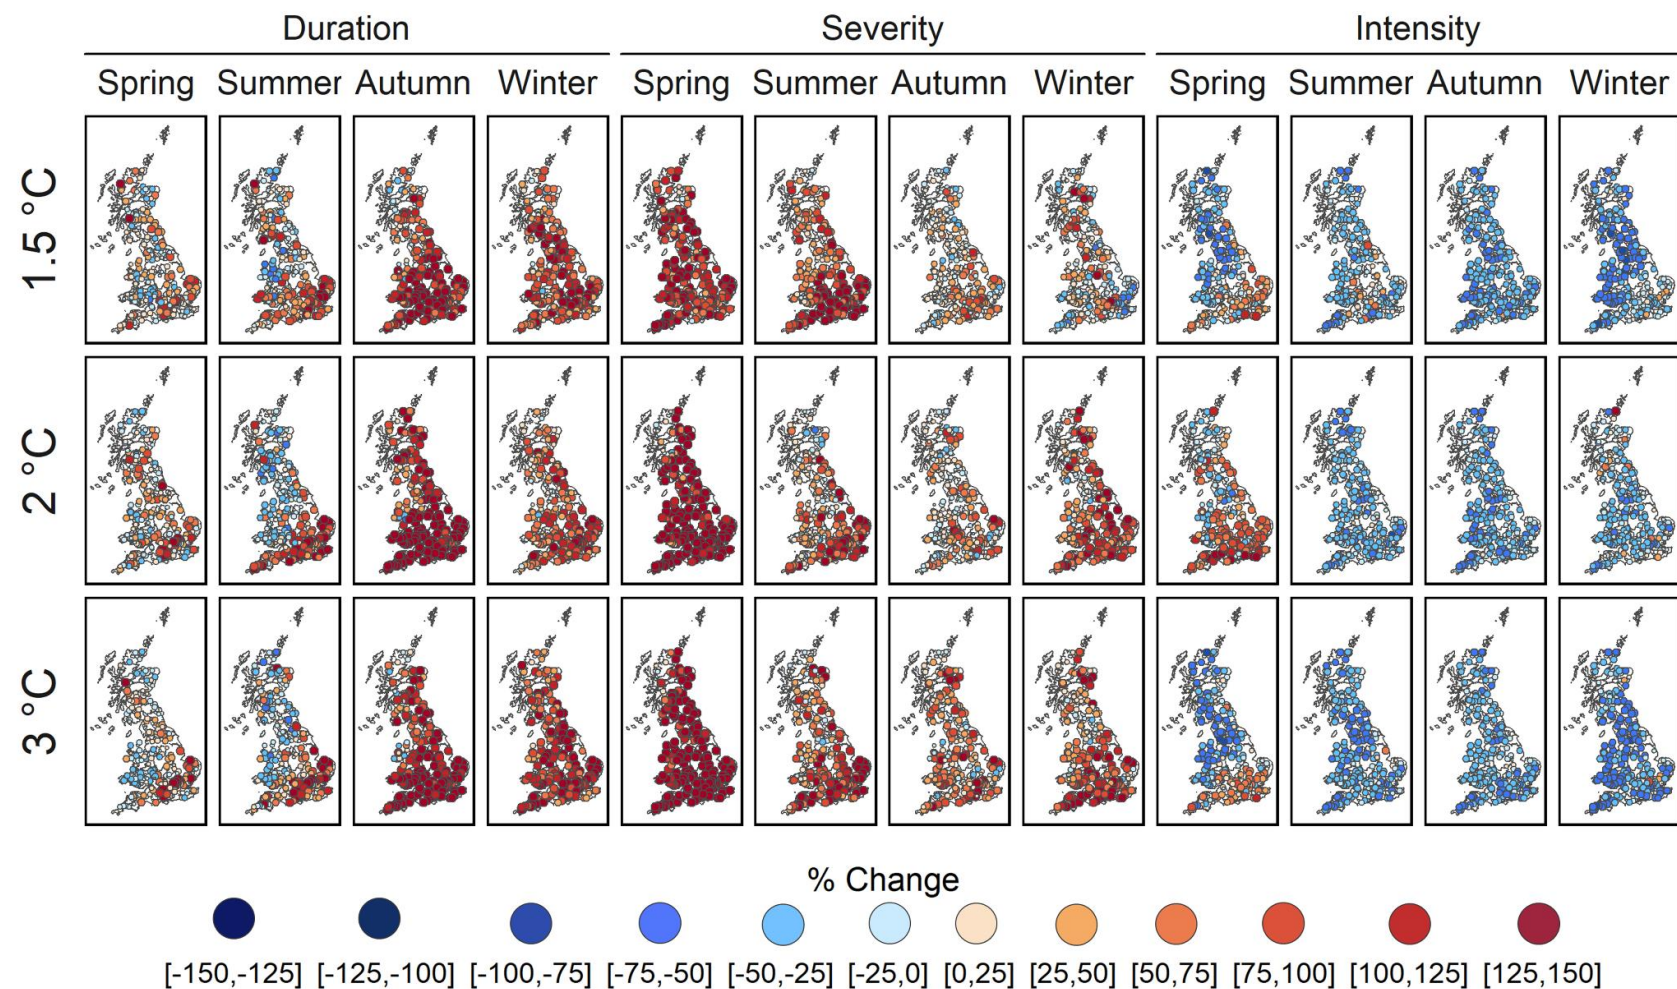 Duration Severity Intensity
Spring Summer Autumn Winter Spring Summer Autumn Winter Spring Summer Autumn Winter
1.5 °C
2 °C
3 °C
% Change
[-150,-125] [-125,-100] [-100,-75] [-75,-50] [-50,-25] [-25,0] [0,25] [25,50] [50,75] [75,100] [100,125] [125,150]